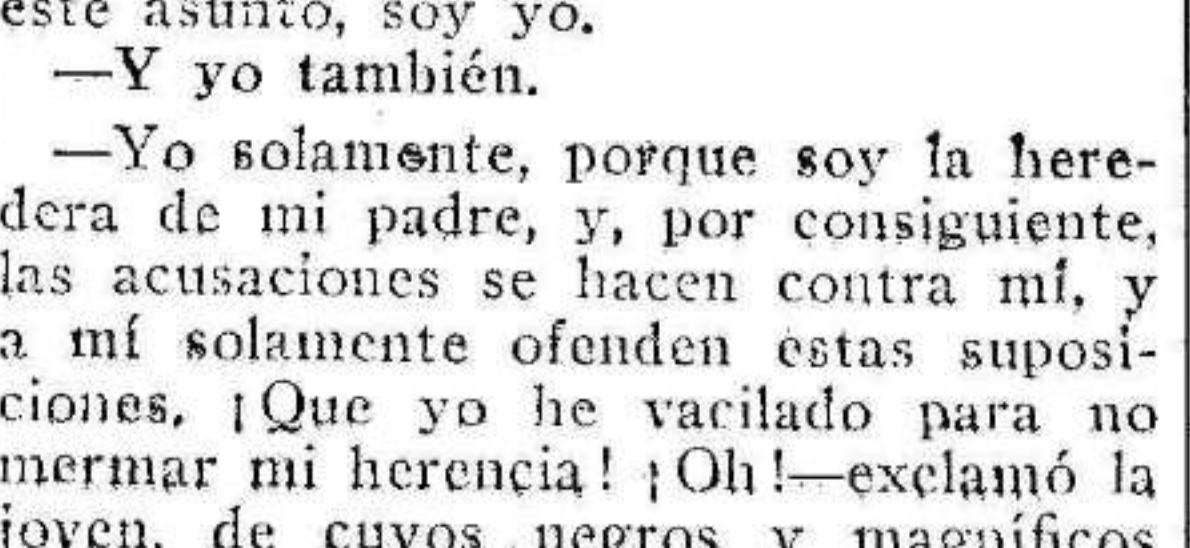 este asunto, soy yo.
—Y yo también.
—Yo solamente, porque soy la here-
dera de mi padre, y, por consiguiente,
las acusaciones se hacen contra mí, y
a mí solamente ofenden estas suposi-
ciones. ¡Que yo he vacilado para no
mermar mi herencia! ¡Oh!—exclamó la
joven, de cuyos negros y magníficos